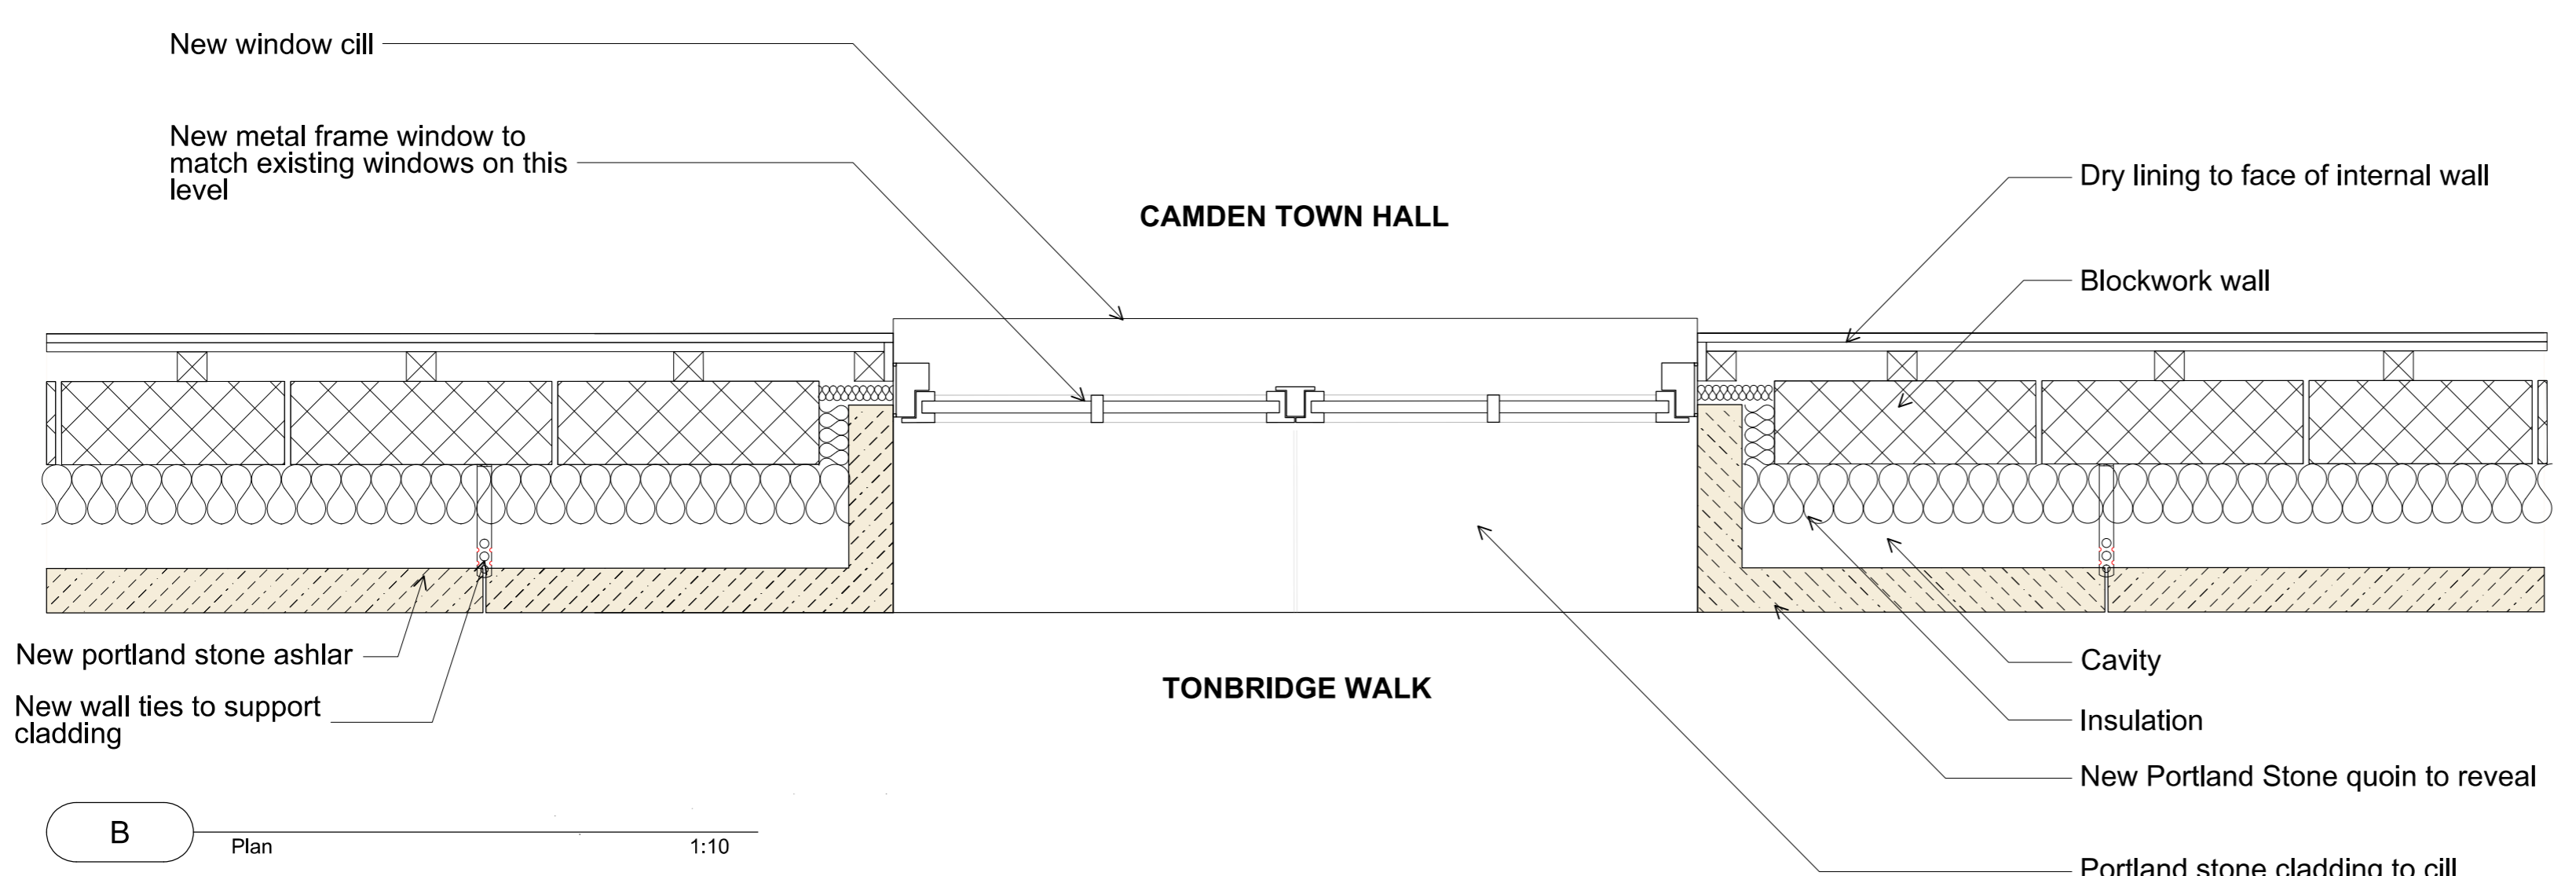 New window cill
New metal frame window to
match existing windows on this
level
CAMDEN TOWN HALL
Dry lining to face of internal wall
Blockwork wall
New portland stone ashlar
New wall ties to support
cladding
TONBRIDGE WALK
Cavity
Insulation
New Portland Stone quoin to reveal
Portland stone cladding to cill
B
Plan
1:10